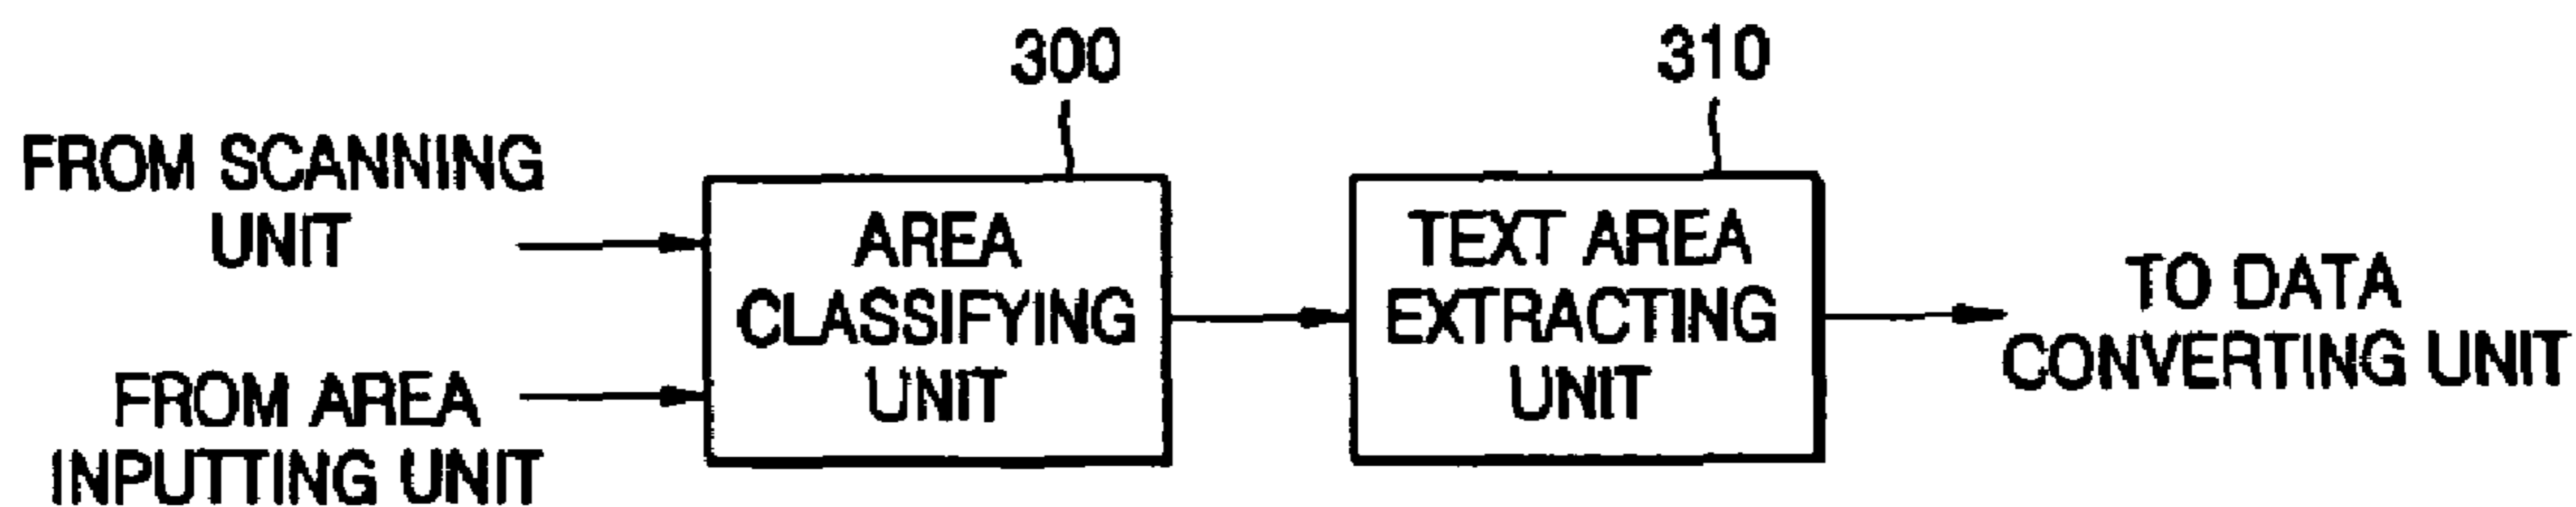 300
310
FROM SCANNING
UNIT
FROM AREA
INPUTTING UNIT
AREA
CLASSIFYING
UNIT
TEXT AREA
EXTRACTING
UNIT
TO DATA
CONVERTING UNIT